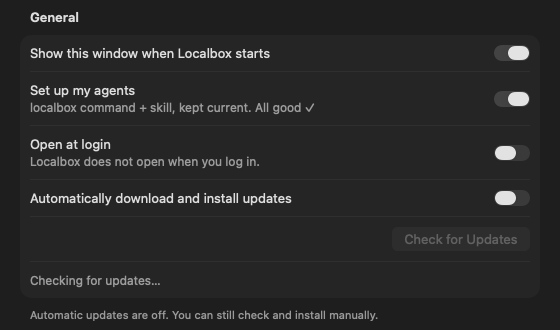 General
Show this window when Localbox starts
Set up my agents
localbox command + skill, kept current. All good ✓
Open at login
Localbox does not open when you log in.
Automatically download and install updates
Check for Updates
Checking for updates...
Automatic updates are off. You can still check and install manually.